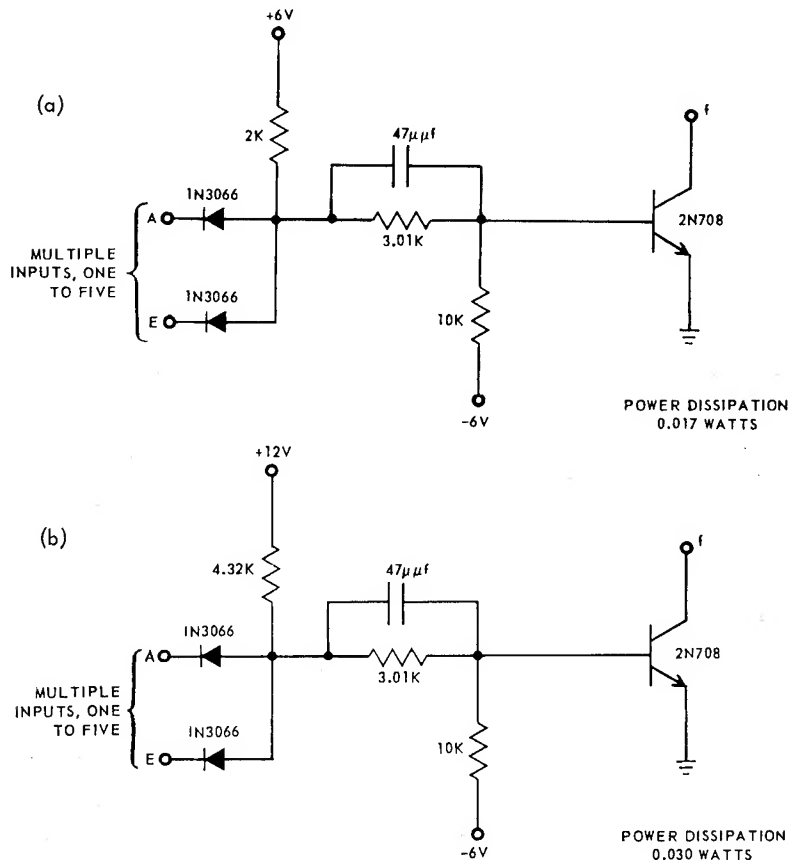 +6V
(a)
f
2K
47μμf
1N3066
A
2N708
3.01K
MULTIPLE
INPUTS, ONE
TO FIVE
1N3066
E
10K
-6V
POWER DISSIPATION
0.017 WATTS
+12V
(b)
f
4.32K
47μμf
1N3066
A
2N708
3.01K
MULTIPLE
INPUTS, ONE
TO FIVE
1N3066
E
10K
-6V
POWER DISSIPATION
0.030 WATTS